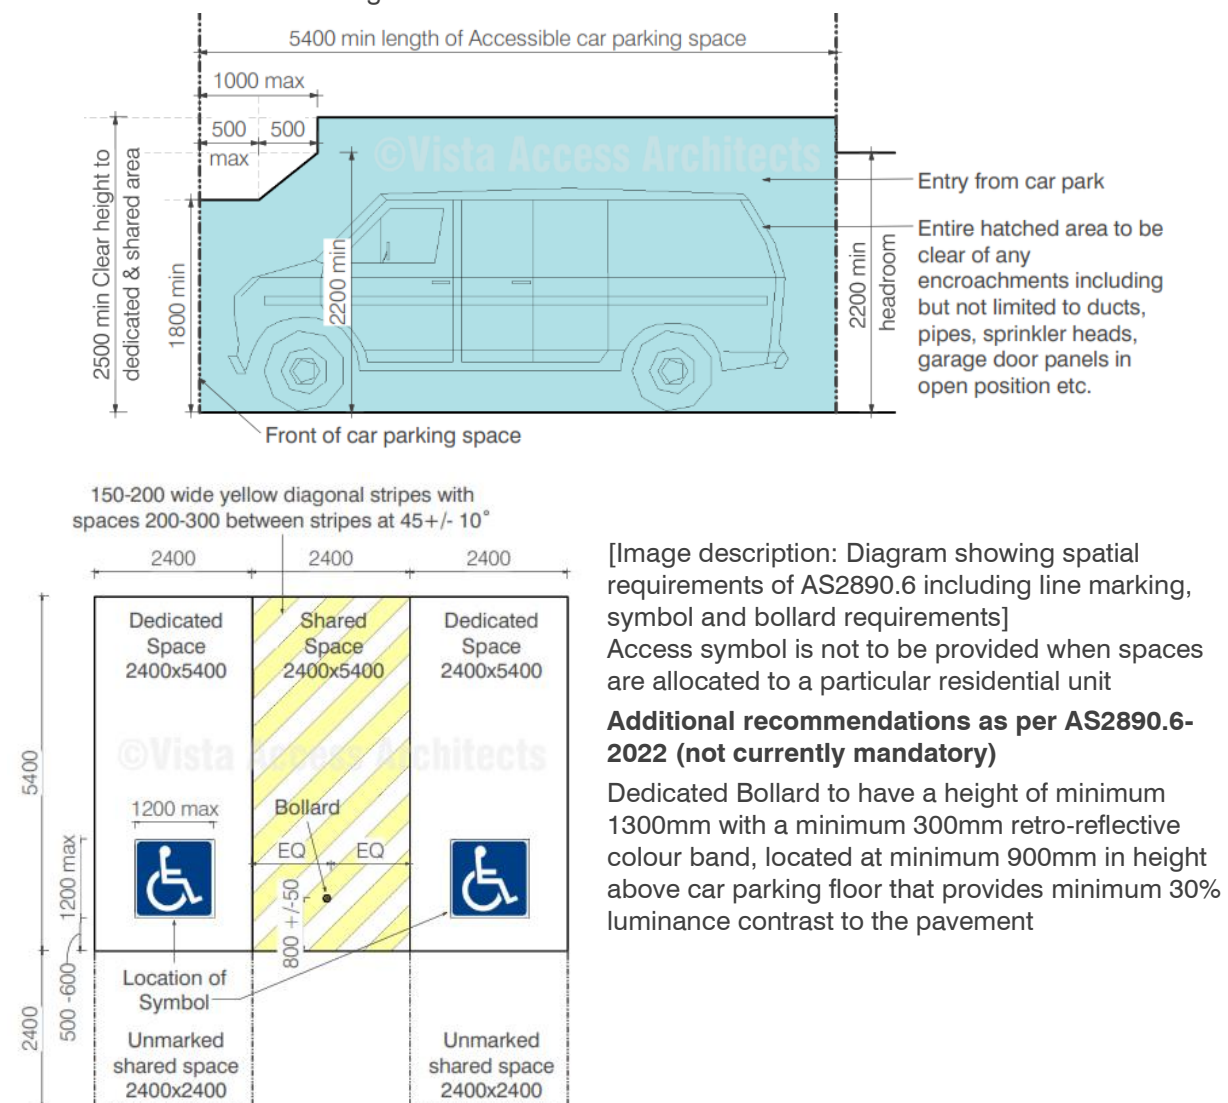 5400 min length of Accessible car parking space
1000 max
500
500
max
©Vista Access Architects
2500 min Clear height to
dedicated & shared area
1800 min
2200 min
2200 min
headroom
Entry from car park
Entire hatched area to be
clear of any
encroachments including
but not limited to ducts,
pipes, sprinkler heads,
garage door panels in
open position etc.
Front of car parking space
150-200 wide yellow diagonal stripes with
spaces 200-300 between stripes at 45+/- 10°
2400
2400
2400
Dedicated
Space
2400x5400
Shared
Space
2400x5400
Dedicated
Space
2400x5400
©Vista Access Architects
5400
1200 max
Bollard
EQ
EQ
1200 max
800 +/-50
500 -600
Location of
Symbol
2400
Unmarked
shared space
2400x2400
Unmarked
shared space
2400x2400
[Image description: Diagram showing spatial
requirements of AS2890.6 including line marking,
symbol and bollard requirements]
Access symbol is not to be provided when spaces
are allocated to a particular residential unit
Additional recommendations as per AS2890.6-
2022 (not currently mandatory)
Dedicated Bollard to have a height of minimum
1300mm with a minimum 300mm retro-reflective
colour band, located at minimum 900mm in height
above car parking floor that provides minimum 30%
luminance contrast to the pavement